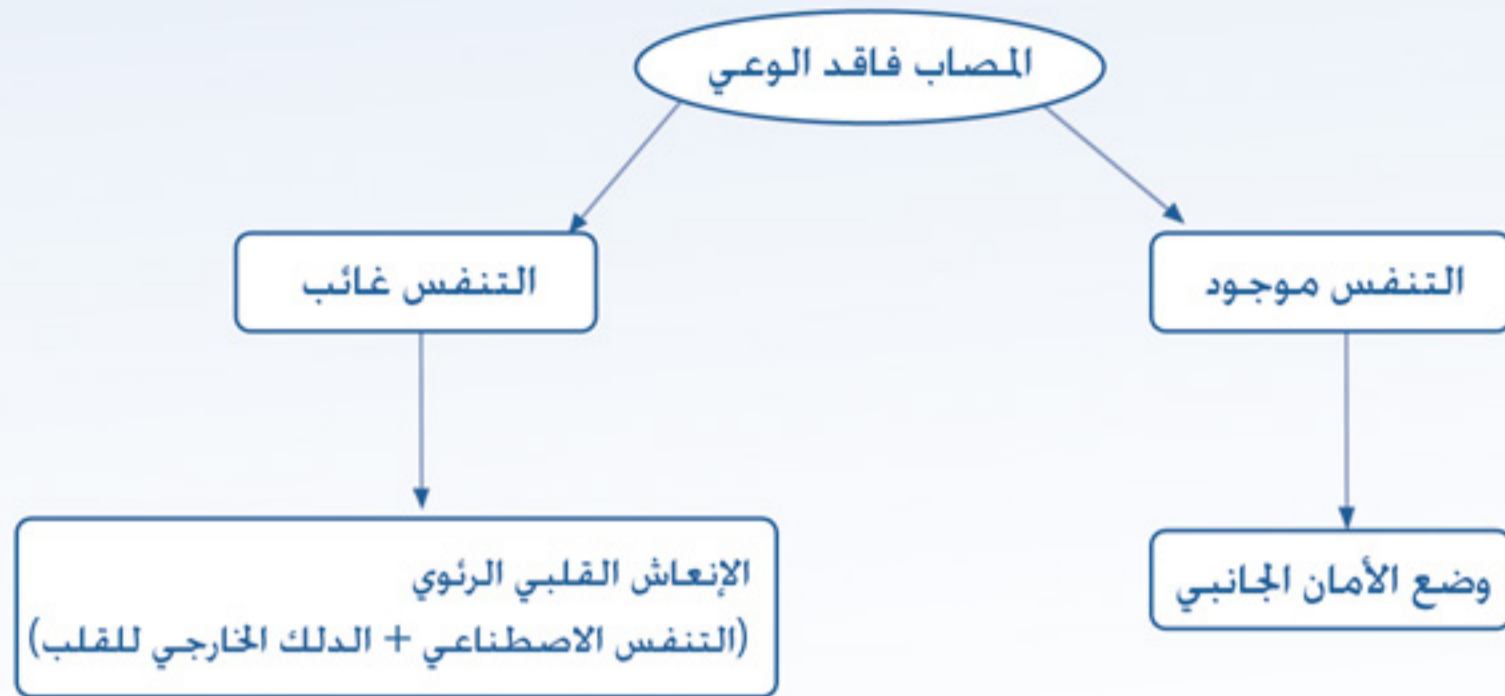 المصاب فاقد الوعي
التنفس موجود
التنفس غائب
وضع الأمان الجانبي
الإنعاش القلبي الرئوي
(التنفس الاصطناعي + الدلك الخارجي للقلب)